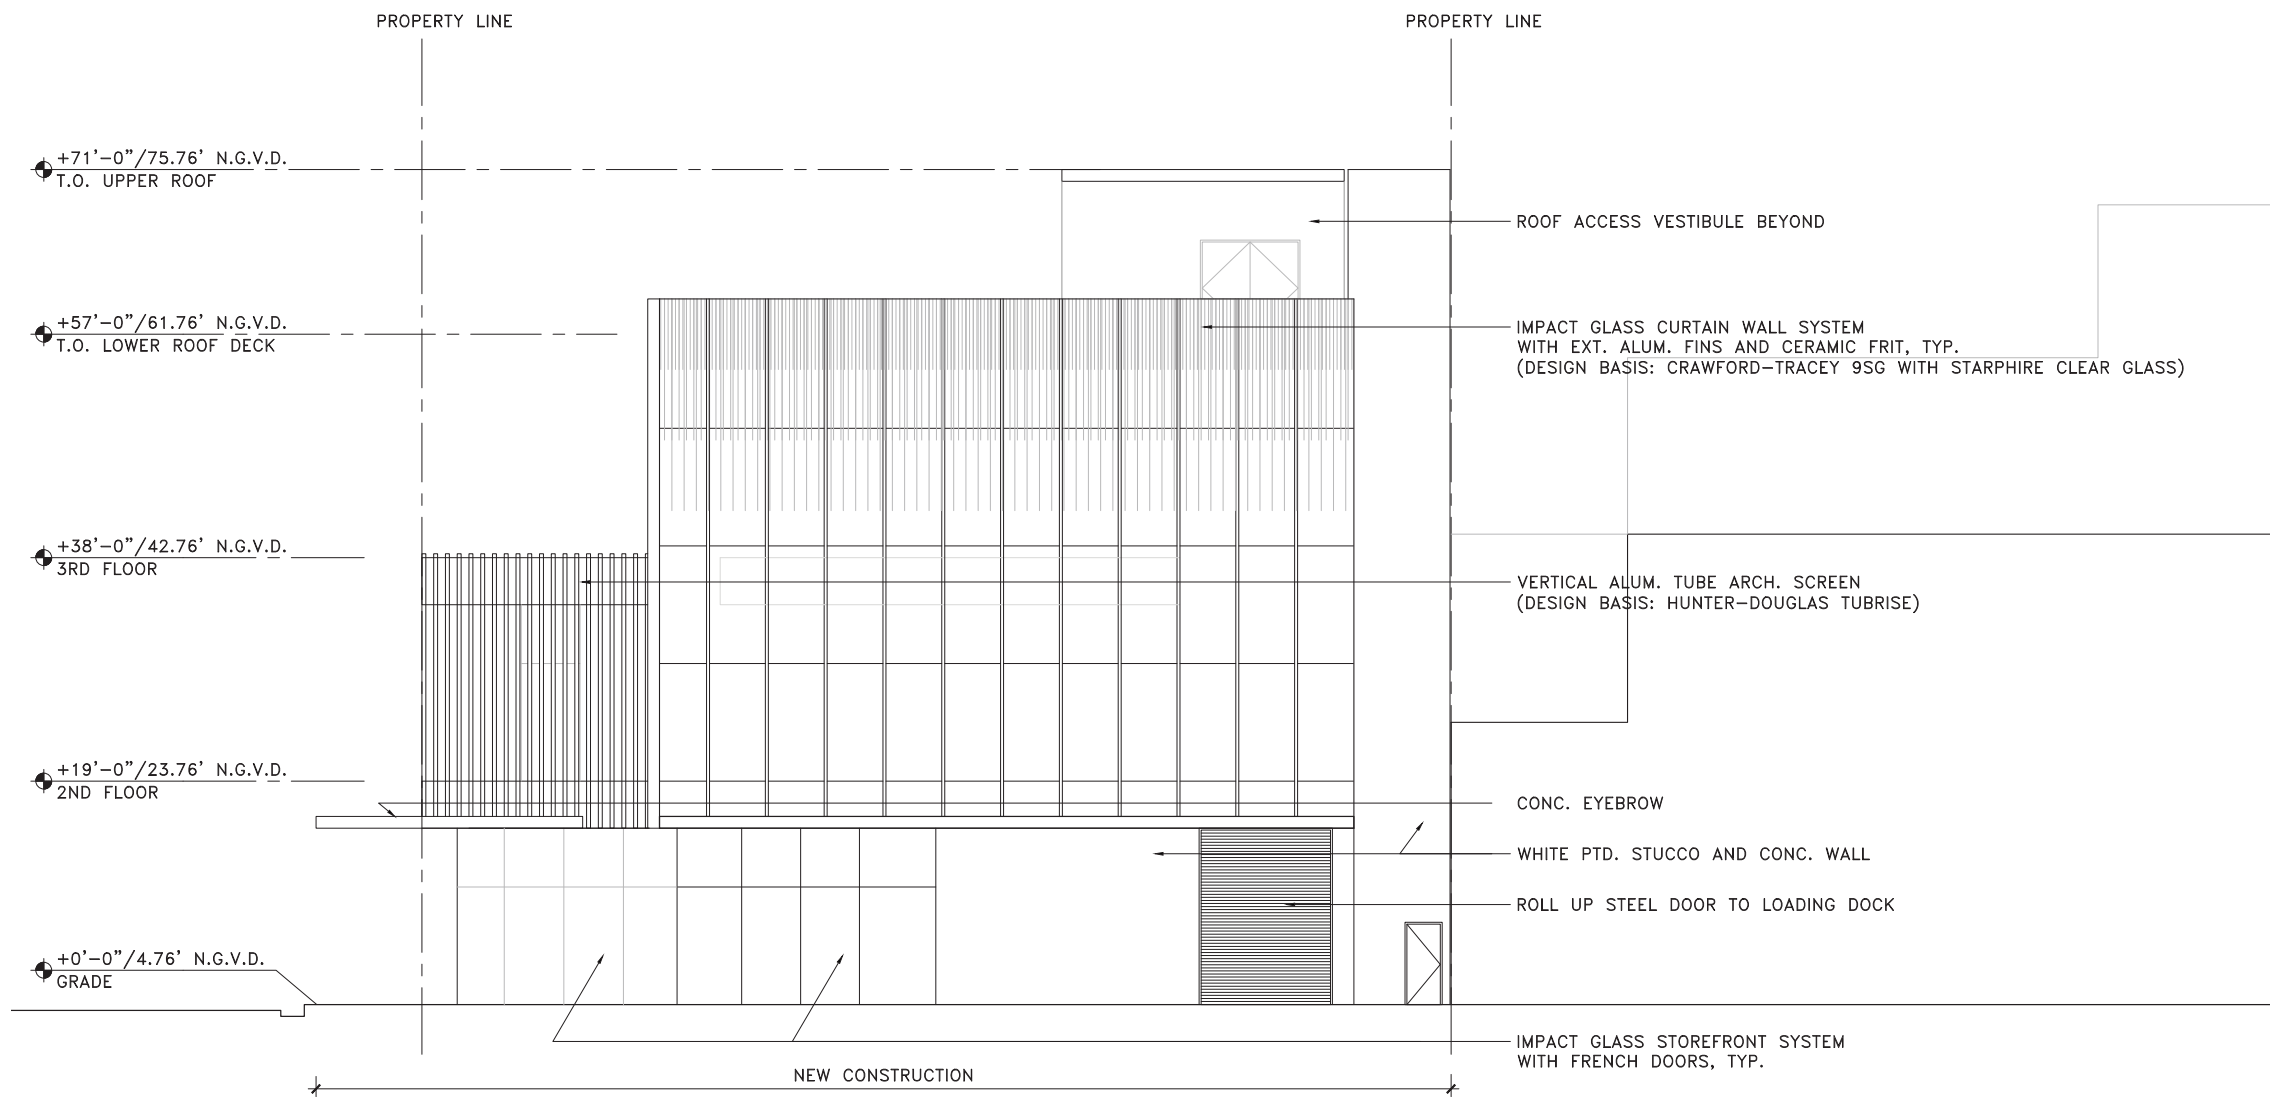 PROPERTY LINE
PROPERTY LINE
+71'-0"/75.76' N.G.V.D.
T.O. UPPER ROOF
ROOF ACCESS VESTIBULE BEYOND
+57'-0"/61.76' N.G.V.D.
T.O. LOWER ROOF DECK
IMPACT GLASS CURTAIN WALL SYSTEM
WITH EXT. ALUM. FINS AND CERAMIC FRIT, TYP.
(DESIGN BASIS: CRAWFORD-TRACEY 9SG WITH STARPHIRE CLEAR GLASS)
+38'-0"/42.76' N.G.V.D.
3RD FLOOR
VERTICAL ALUM. TUBE ARCH. SCREEN
(DESIGN BASIS: HUNTER-DOUGLAS TUBRISE)
+19'-0"/23.76' N.G.V.D.
2ND FLOOR
CONC. EYEBROW
WHITE PTD. STUCCO AND CONC. WALL
ROLL UP STEEL DOOR TO LOADING DOCK
+0'-0"/4.76' N.G.V.D.
GRADE
IMPACT GLASS STOREFRONT SYSTEM
WITH FRENCH DOORS, TYP.
NEW CONSTRUCTION